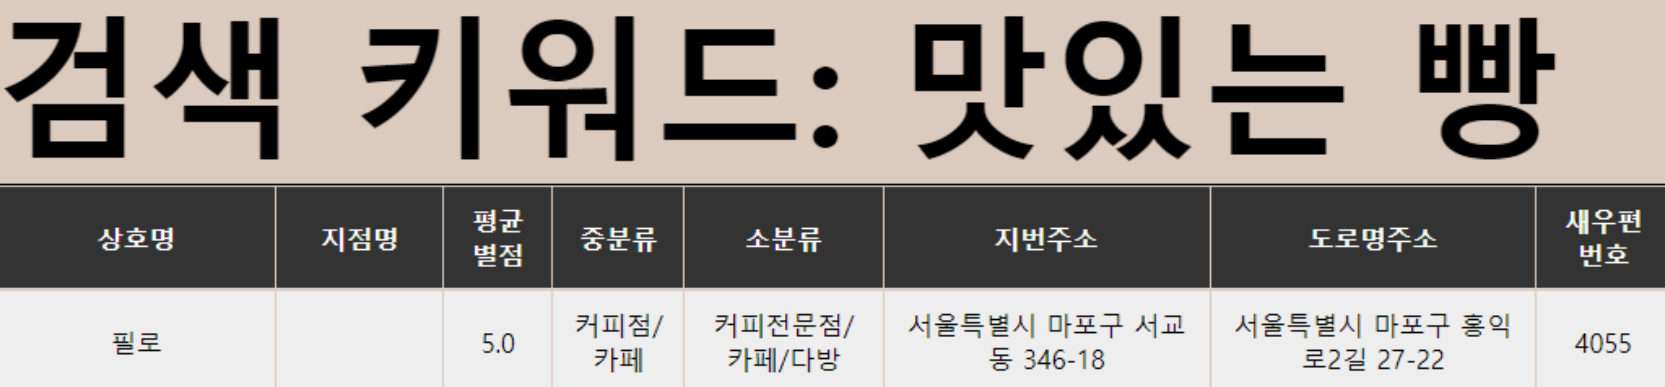 검색 키워드: 맛있는 빵
상호명 지점명 평균 별점 중분류 소분류 지번주소 도로명주소 새우편 번호
필로 5.0 커피점/ 카페 커피전문점/ 카페/다방 서울특별시 마포구 서교 동 346-18 서울특별시 마포구 홍익 로2길 27-22 4055